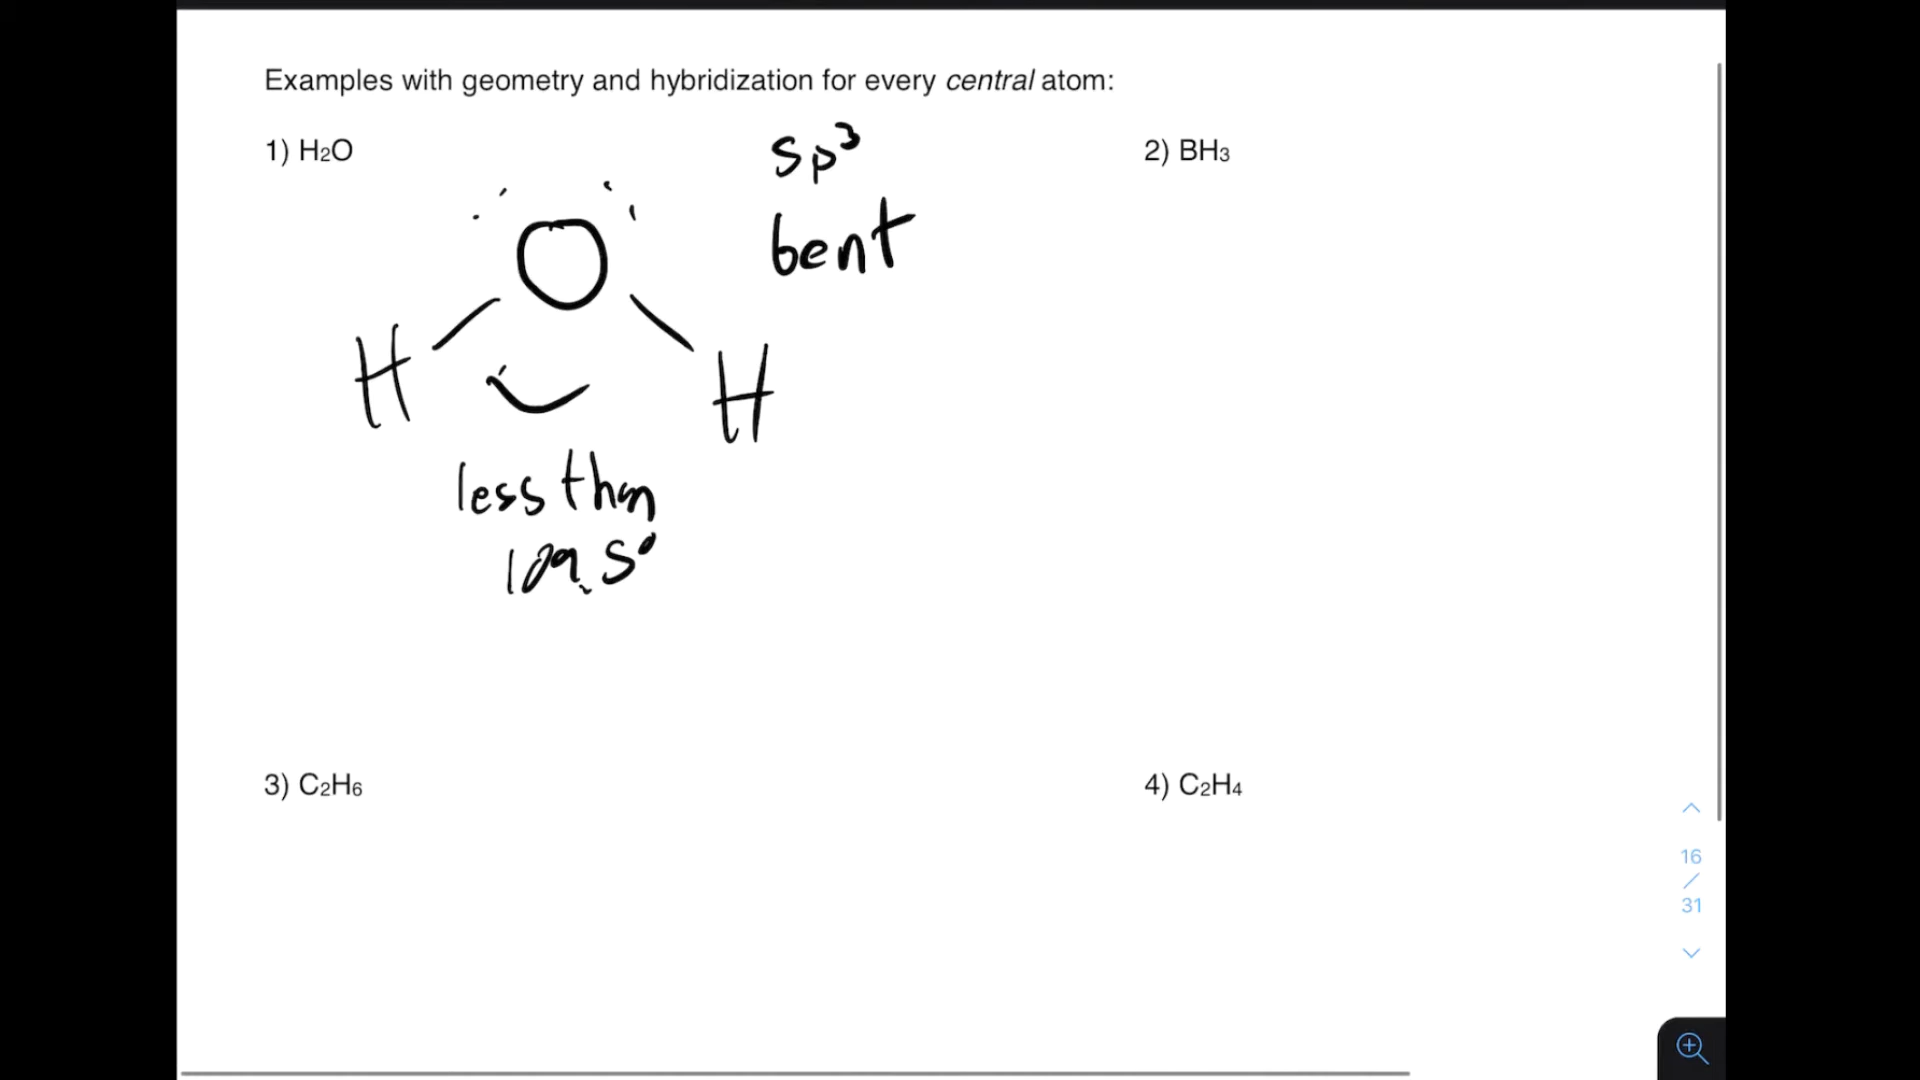 Examples with geometry and hybridization for every central atom:
1) H₂O
sp³
bent
O
H
H
less than
109.5°
2) BH₃
3) C₂H₆
4) C₂H₄
16
/
31